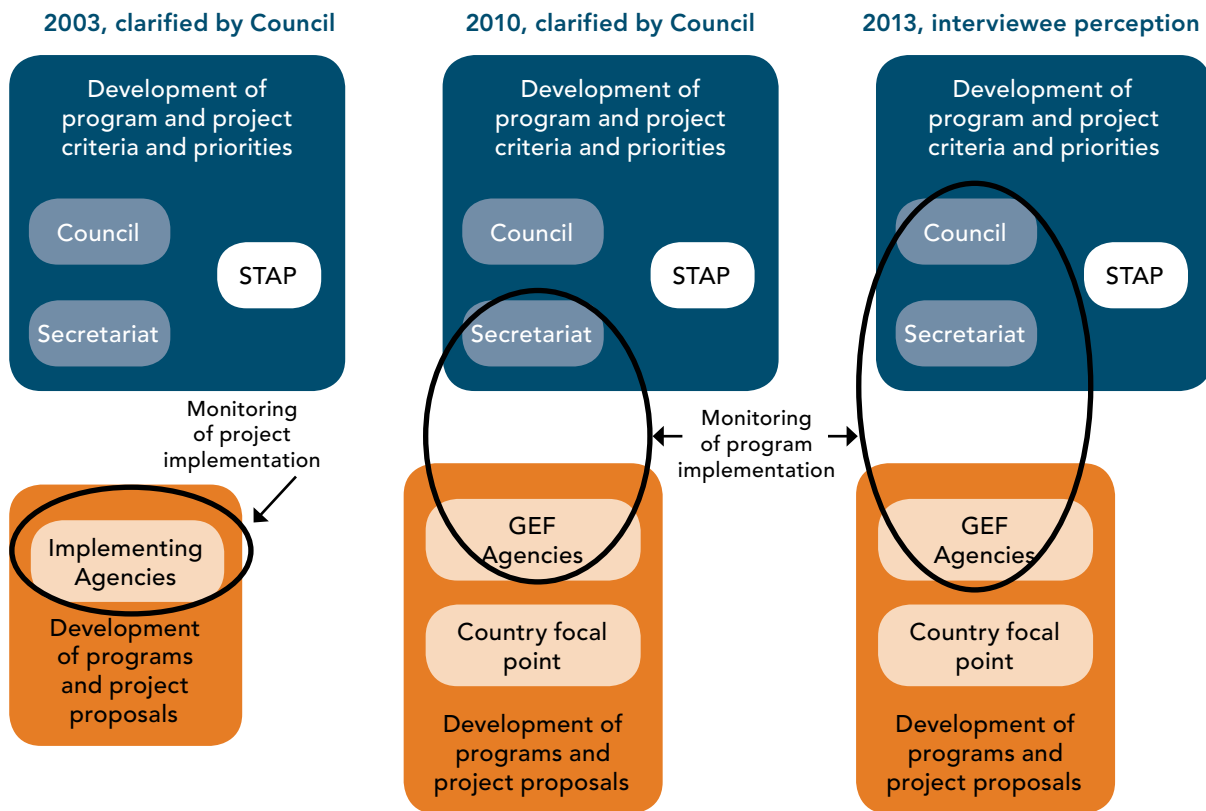 2003, clarified by Council
Development of
program and project
criteria and priorities
Council
STAP
Secretariat
Monitoring
of project
implementation
Implementing
Agencies
Development
of programs
and project
proposals
2010, clarified by Council
Development of
program and project
criteria and priorities
Council
STAP
Secretariat
Monitoring
of program
implementation
GEF
Agencies
Country focal
point
Development of
programs and
project proposals
2013, interviewee perception
Development of
program and project
criteria and priorities
Council
STAP
Secretariat
GEF
Agencies
Country focal
point
Development of
programs and
project proposals